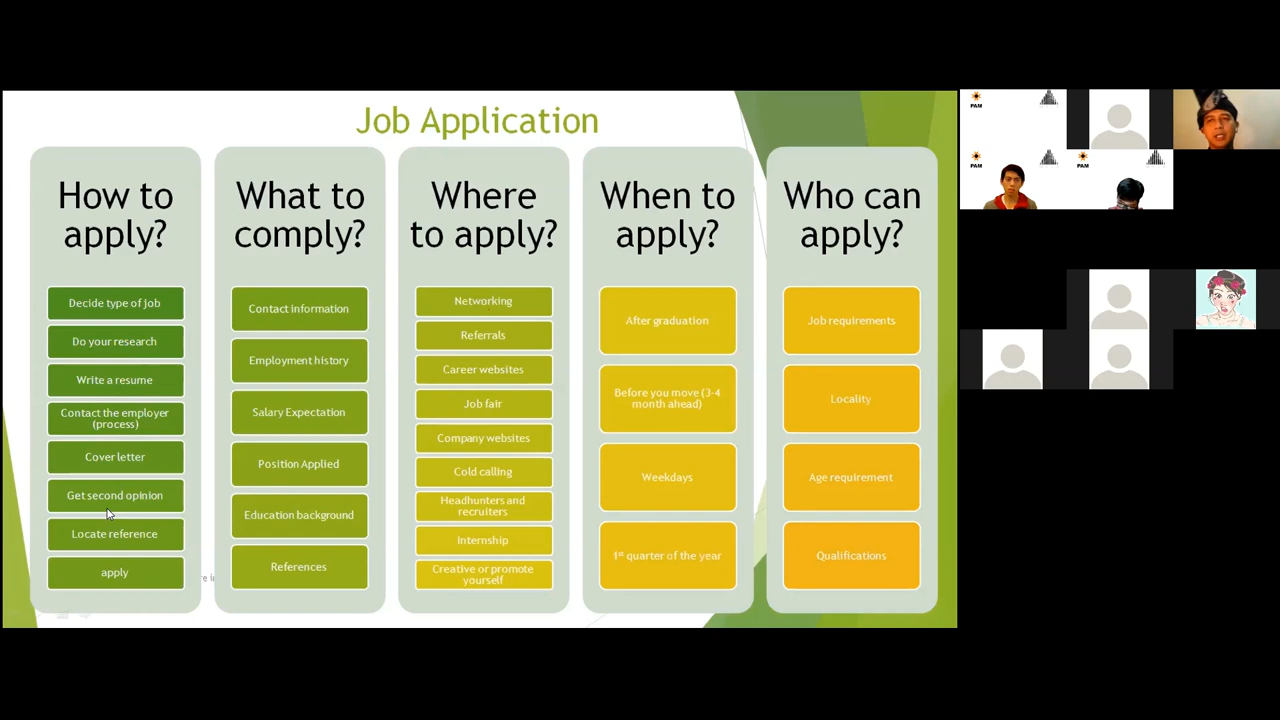 Job Application
How to
apply?
Decide type of job
Do your research
Write a resume
Contact the employer
(process)
Cover letter
Get second opinion
Locate reference
apply
What to
comply?
Contact information
Employment history
Salary Expectation
Position Applied
Education background
References
Where
to apply?
Networking
Referrals
Career websites
Job fair
Company websites
Cold calling
Headhunters and
recruiters
Internship
Creative or promote
yourself
When to
apply?
After graduation
Before you move (3-4
month ahead)
Weekdays
1st quarter of the year
Who can
apply?
Job requirements
Locality
Age requirement
Qualifications
PAM
PAM
PAM